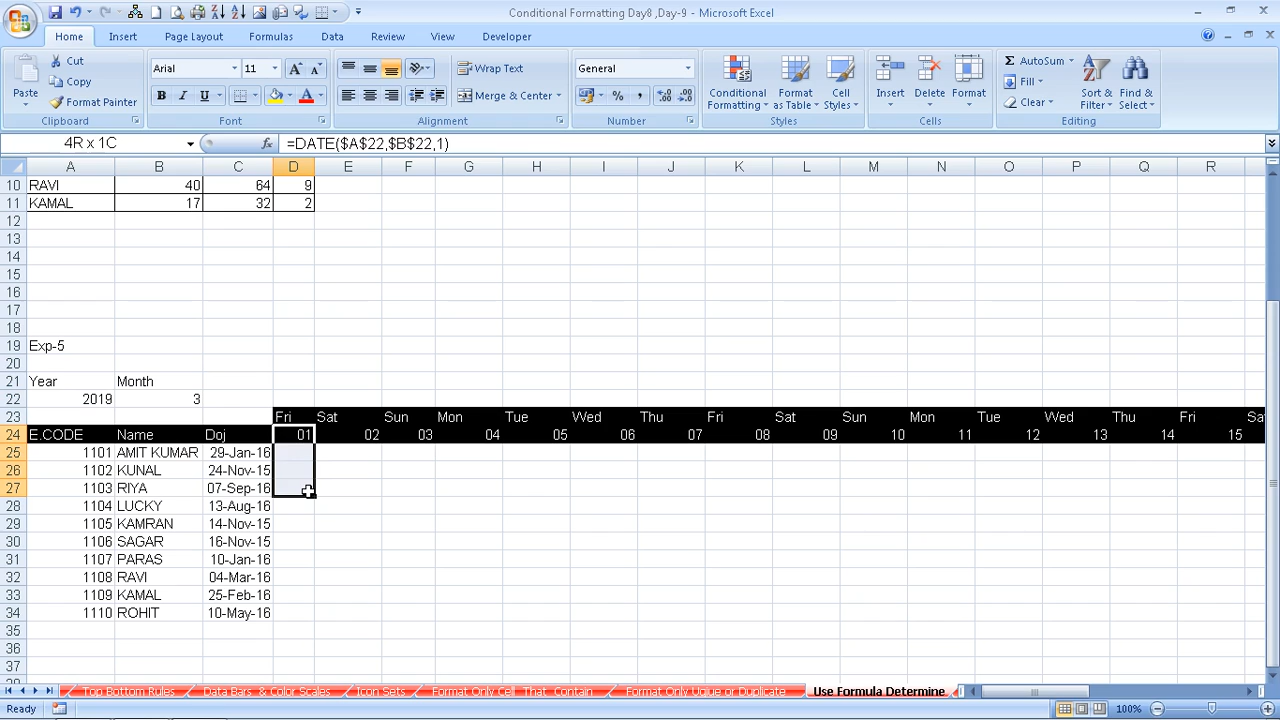 Conditional Formatting Day8 ,Day-9 - Microsoft Excel
Home Insert Page Layout Formulas Data Review View Developer
Paste Cut Copy Format Painter
Clipboard
Arial 11
B I U
Font
Wrap Text
Merge & Center
Alignment
General
% ,
Number
Conditional Formatting
Format as Table
Cell Styles
Styles
Insert Delete Format
Cells
AutoSum
Fill
Clear
Sort & Filter
Find & Select
Editing
4R x 1C fx =DATE($A$22,$B$22,1)
A B C D E F G H I J K L M N O P Q R
10 RAVI 40 64 9
11 KAMAL 17 32 2
12
13
14
15
16
17
18
19 Exp-5
20
21 Year Month
22 2019 3
23 Fri Sat Sun Mon Tue Wed Thu Fri Sat Sun Mon Tue Wed Thu Fri Sa
24 E.CODE Name Doj 01 02 03 04 05 06 07 08 09 10 11 12 13 14 15
25 1101 AMIT KUMAR 29-Jan-16
26 1102 KUNAL 24-Nov-15
27 1103 RIYA 07-Sep-16
28 1104 LUCKY 13-Aug-16
29 1105 KAMRAN 14-Nov-15
30 1106 SAGAR 16-Nov-15
31 1107 PARAS 10-Jan-16
32 1108 RAVI 04-Mar-16
33 1109 KAMAL 25-Feb-16
34 1110 ROHIT 10-May-16
35
36
37
Top Bottom Rules Data Bars & Color Scales Icon Sets Format Only Cell That Contain Format Only Uqiue or Duplicate Use Formula Determine
Ready 100%